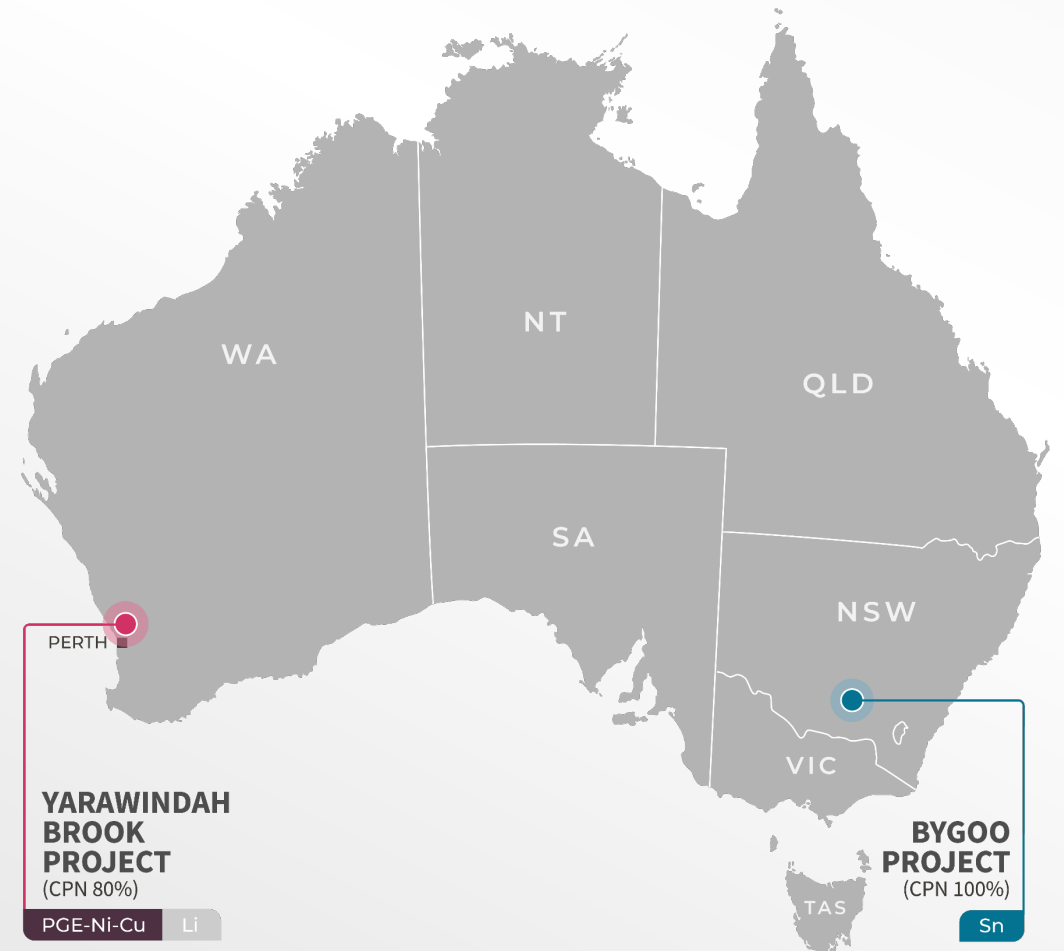 NT
WA
QLD
SA
NSW
PERTH
VIC
YARAWINDAH
BROOK
PROJECT
(CPN 80%)
PGE-Ni-Cu
Li
BYGOO
PROJECT
(CPN 100%)
Sn
TAS